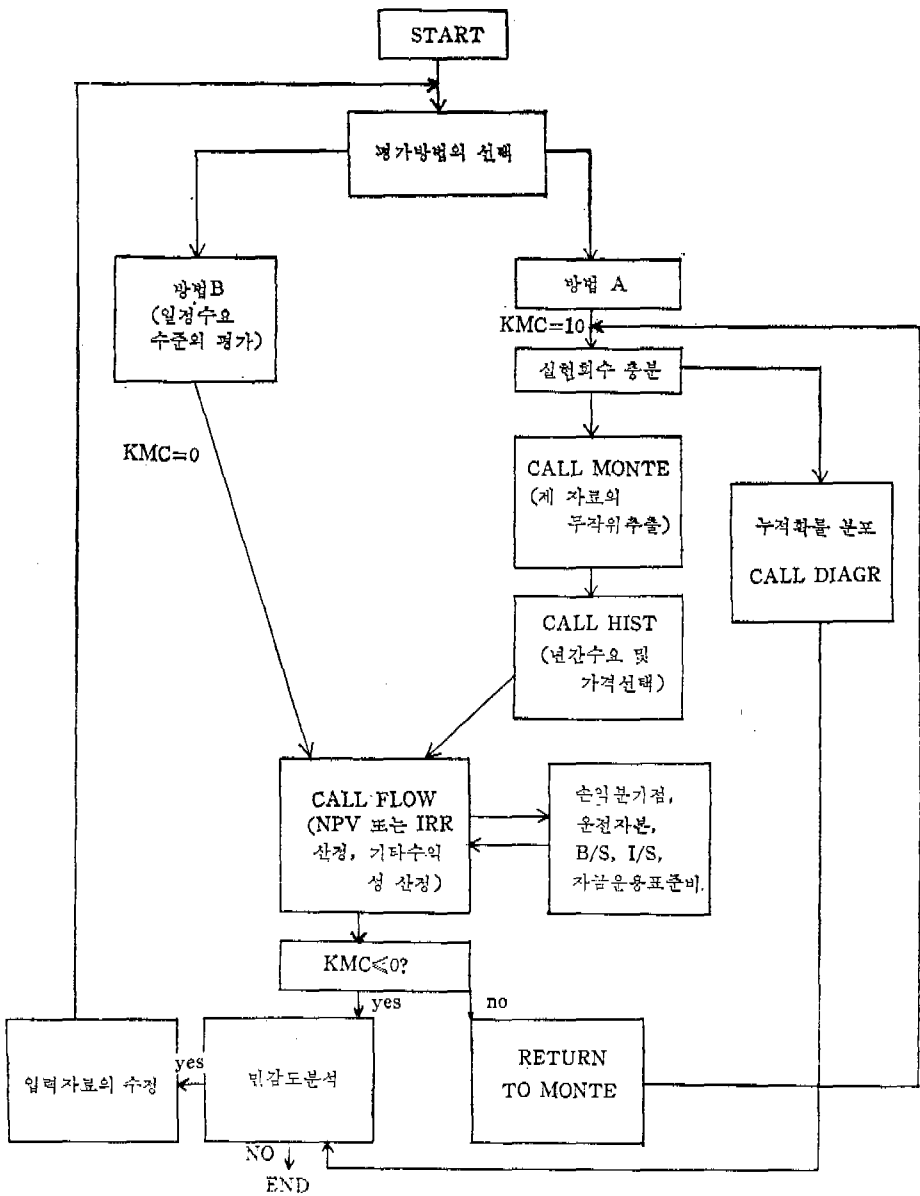 START
평가방법의 선택
방법B
(일정수요
수준의 평가)
방법 A
KMC=10
실험회수 충분
KMC=0
CALL MONTE
(제 자료의
무작위추출)
누적확률 분포
CALL DIAGR
CALL HIST
(년간수요 및
가격선택)
CALL FLOW
(NPV 또는 IRR
산정, 기타수익
성 산정)
손익분기점,
운전자본,
B/S, I/S,
자금운용표준비.
KMC≤0?
yes
no
입력자료의 수정
yes
민감도분석
RETURN
TO MONTE
NO
END